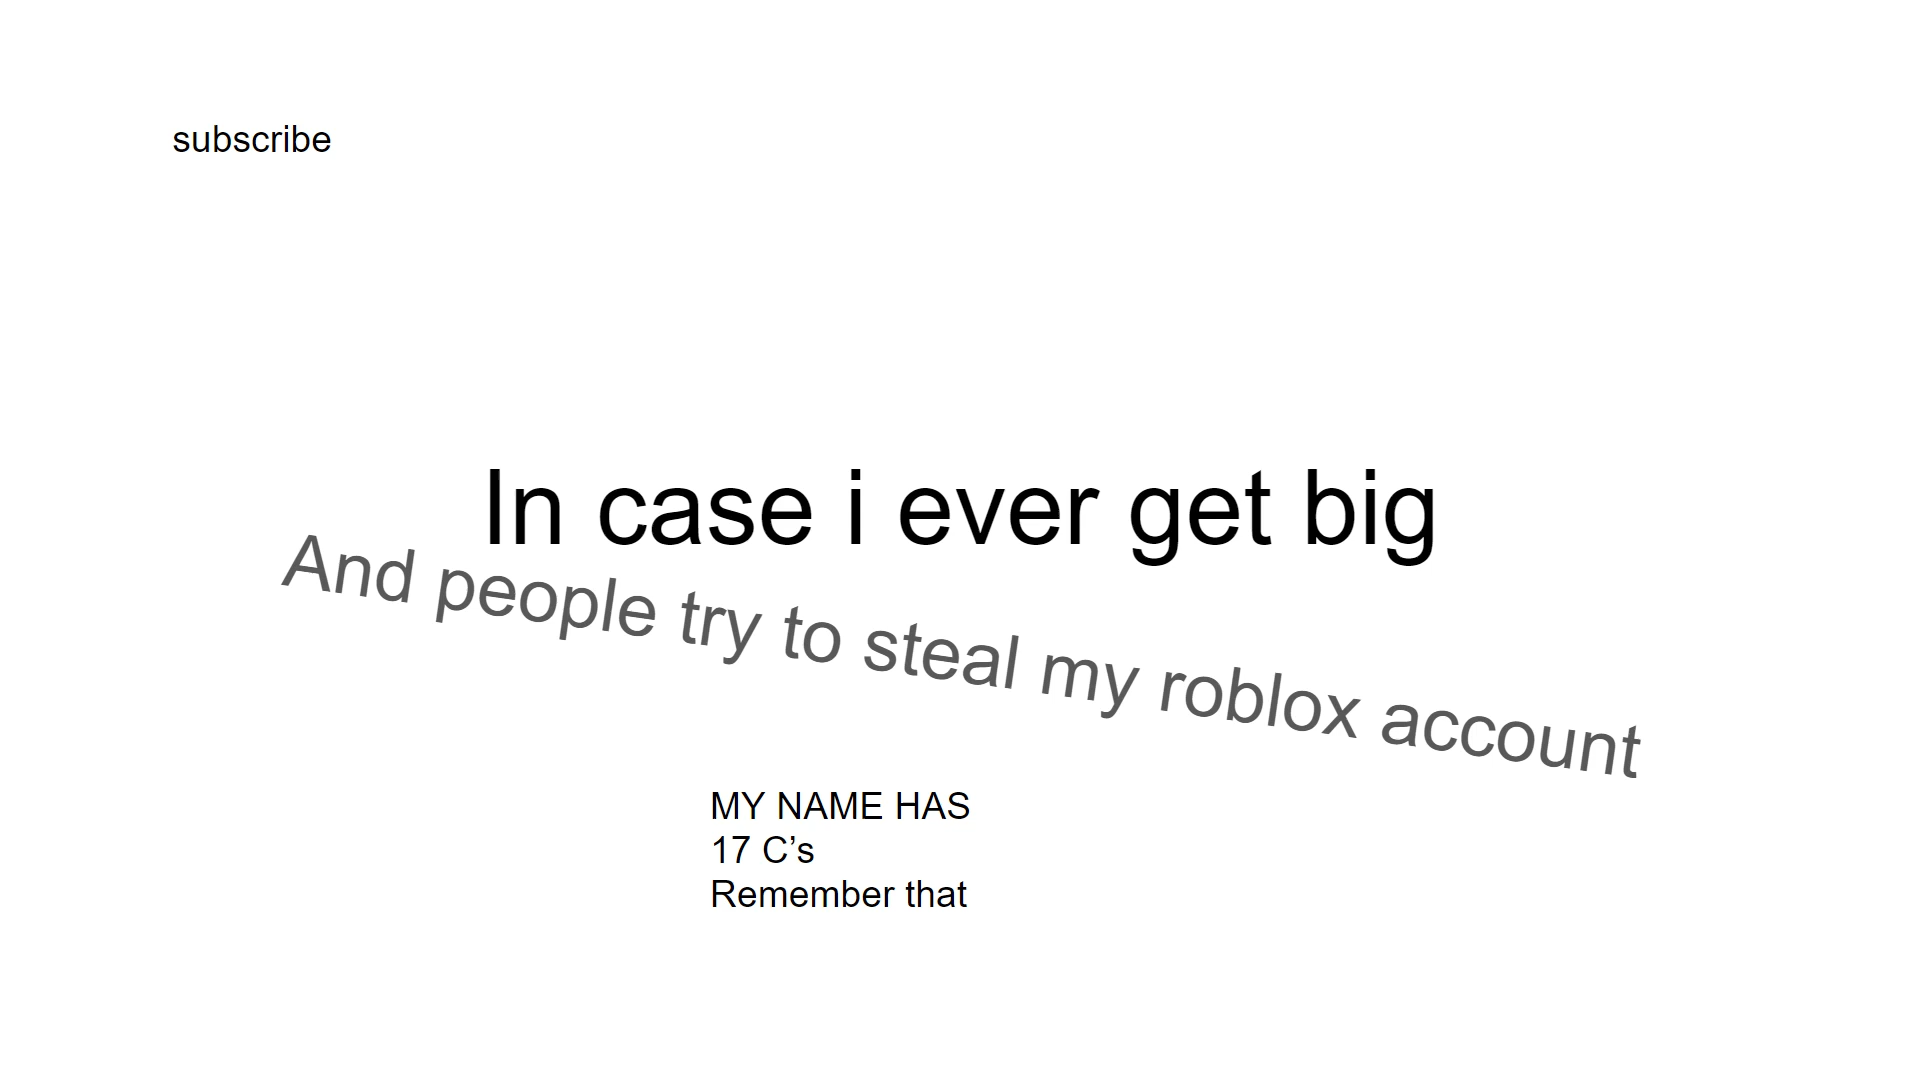 subscribe
In case i ever get big
And people try to steal my roblox account
MY NAME HAS
17 C’s
Remember that